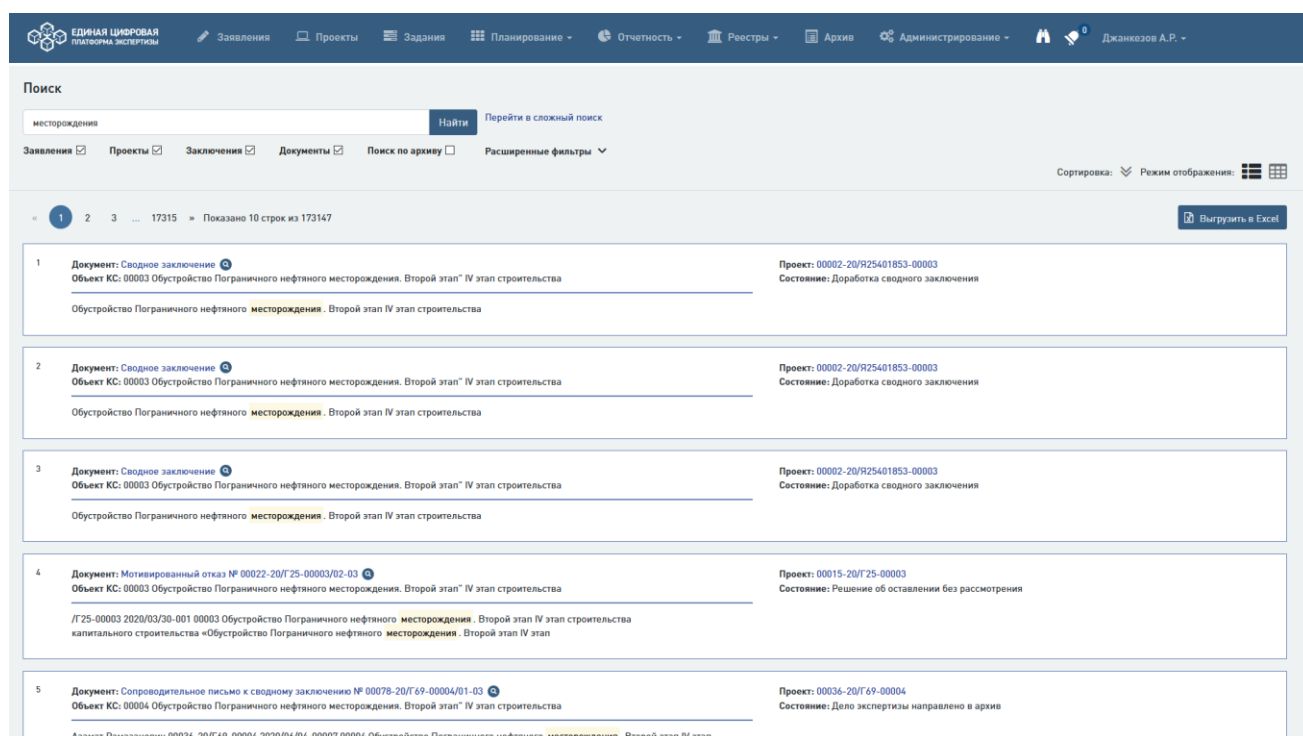 ЕДИНАЯ ЦИФРОВАЯ
ПЛАТФОРМА ЭКСПЕРТИЗЫ
Заявления Проекты Задания Планирование Отчетность Реестры Архив Администрирование 0 Джанкезов А.Р.
Поиск
месторождения Найти Перейти в сложный поиск
Заявления Проекты Заключения Документы Поиск по архиву Расширенные фильтры
Сортировка: Режим отображения:
« 1 2 3 ... 17315 » Показано 10 строк из 173147 Выгрузить в Excel
1 Документ: Сводное заключение Проект: 00002-20/Я25401853-00003
Объект КС: 00003 Обустройство Пограничного нефтяного месторождения. Второй этап" IV этап строительства Состояние: Доработка сводного заключения
Обустройство Пограничного нефтяного месторождения . Второй этап IV этап строительства
2 Документ: Сводное заключение Проект: 00002-20/Я25401853-00003
Объект КС: 00003 Обустройство Пограничного нефтяного месторождения. Второй этап" IV этап строительства Состояние: Доработка сводного заключения
Обустройство Пограничного нефтяного месторождения . Второй этап IV этап строительства
3 Документ: Сводное заключение Проект: 00002-20/Я25401853-00003
Объект КС: 00003 Обустройство Пограничного нефтяного месторождения. Второй этап" IV этап строительства Состояние: Доработка сводного заключения
Обустройство Пограничного нефтяного месторождения . Второй этап IV этап строительства
4 Документ: Мотивированный отказ № 00022-20/Г25-00003/02-03 Проект: 00015-20/Г25-00003
Объект КС: 00003 Обустройство Пограничного нефтяного месторождения. Второй этап" IV этап строительства Состояние: Решение об оставлении без рассмотрения
/Г25-00003 2020/03/30-001 00003 Обустройство Пограничного нефтяного месторождения . Второй этап IV этап строительства
капитального строительства «Обустройство Пограничного нефтяного месторождения . Второй этап IV этап
5 Документ: Сопроводительное письмо к сводному заключению № 00078-20/Г69-00004/01-03 Проект: 00036-20/Г69-00004
Объект КС: 00004 Обустройство Пограничного нефтяного месторождения. Второй этап" IV этап строительства Состояние: Дело экспертизы направлено в архив